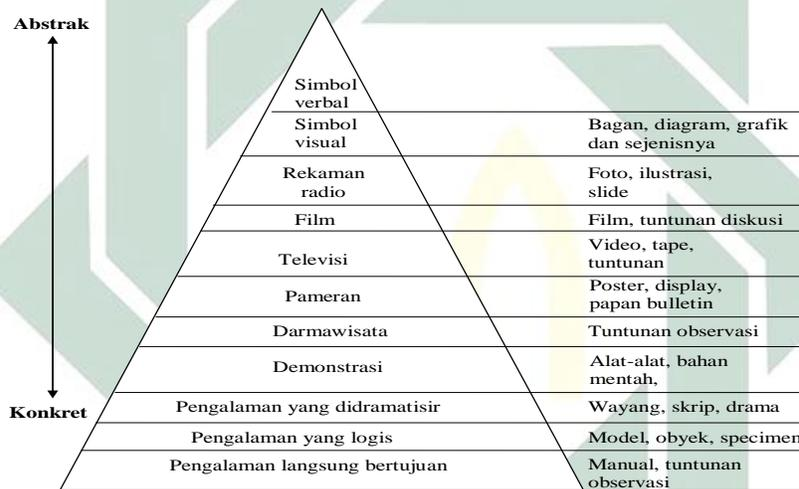 Abstrak
Simbol
verbal
Simbol
visual
Bagan, diagram, grafik
dan sejenisnya
Rekaman
radio
Foto, ilustrasi,
slide
Film
Film, tuntunan diskusi
Televisi
Video, tape,
tuntunan
Pameran
Poster, display,
papan bulletin
Darmawisata
Tuntunan observasi
Demonstrasi
Alat-alat, bahan
mentah,
Konkret
Pengalaman yang didramatisir
Wayang, skrip, drama
Pengalaman yang logis
Model, obyek, specimen
Pengalaman langsung bertujuan
Manual, tuntunan
observasi